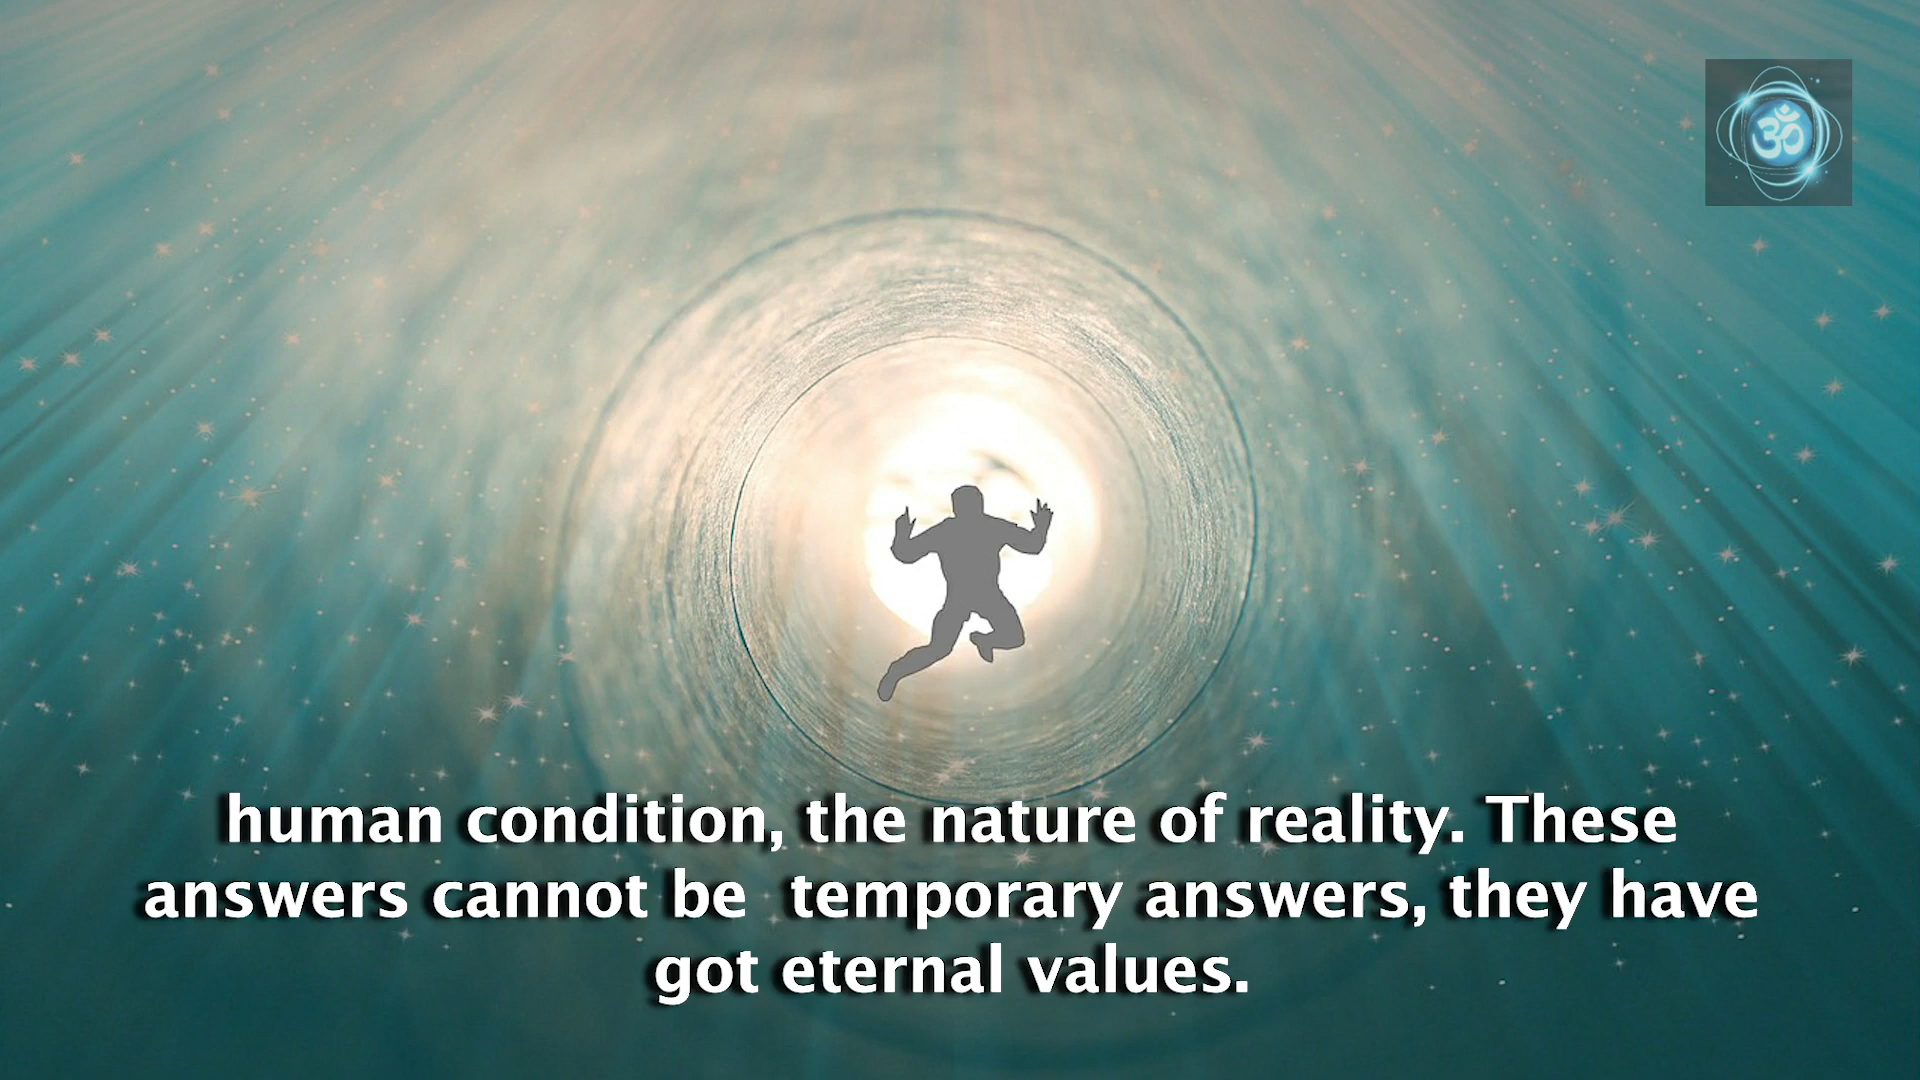 ॐ
human condition, the nature of reality. These
answers cannot be  temporary answers, they have
got eternal values.